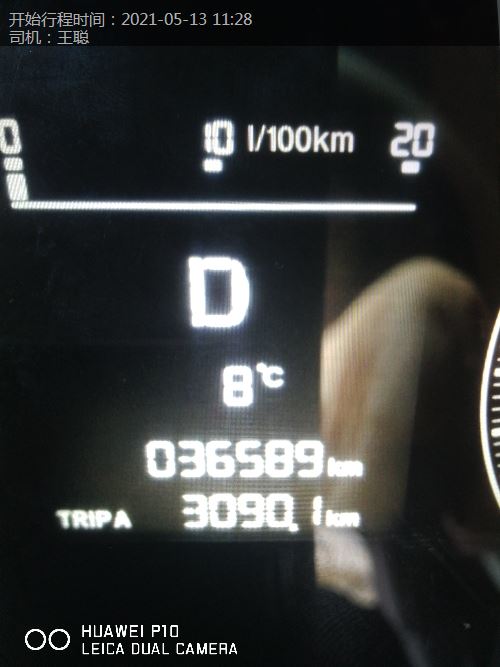 开始行程时间：2021-05-13 11:28
司机：王聪
0 10 l/100km 20
D
8℃
036589km
TRIP A 3090.1km
HUAWEI P10
LEICA DUAL CAMERA